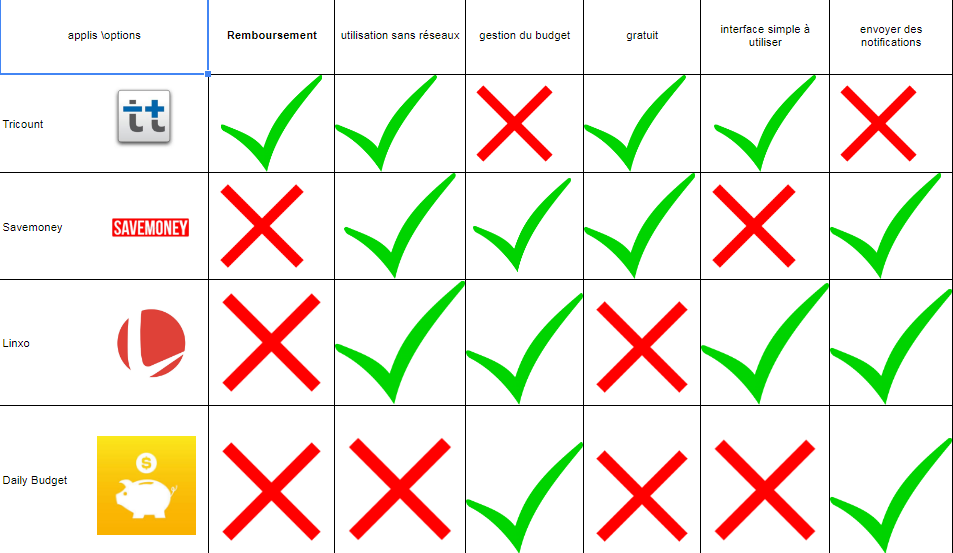 applis \options
Remboursement
utilisation sans réseaux
gestion du budget
gratuit
interface simple à
utiliser
envoyer des
notifications
Tricount
Savemoney
SAVEMONEY
Linxo
Daily Budget